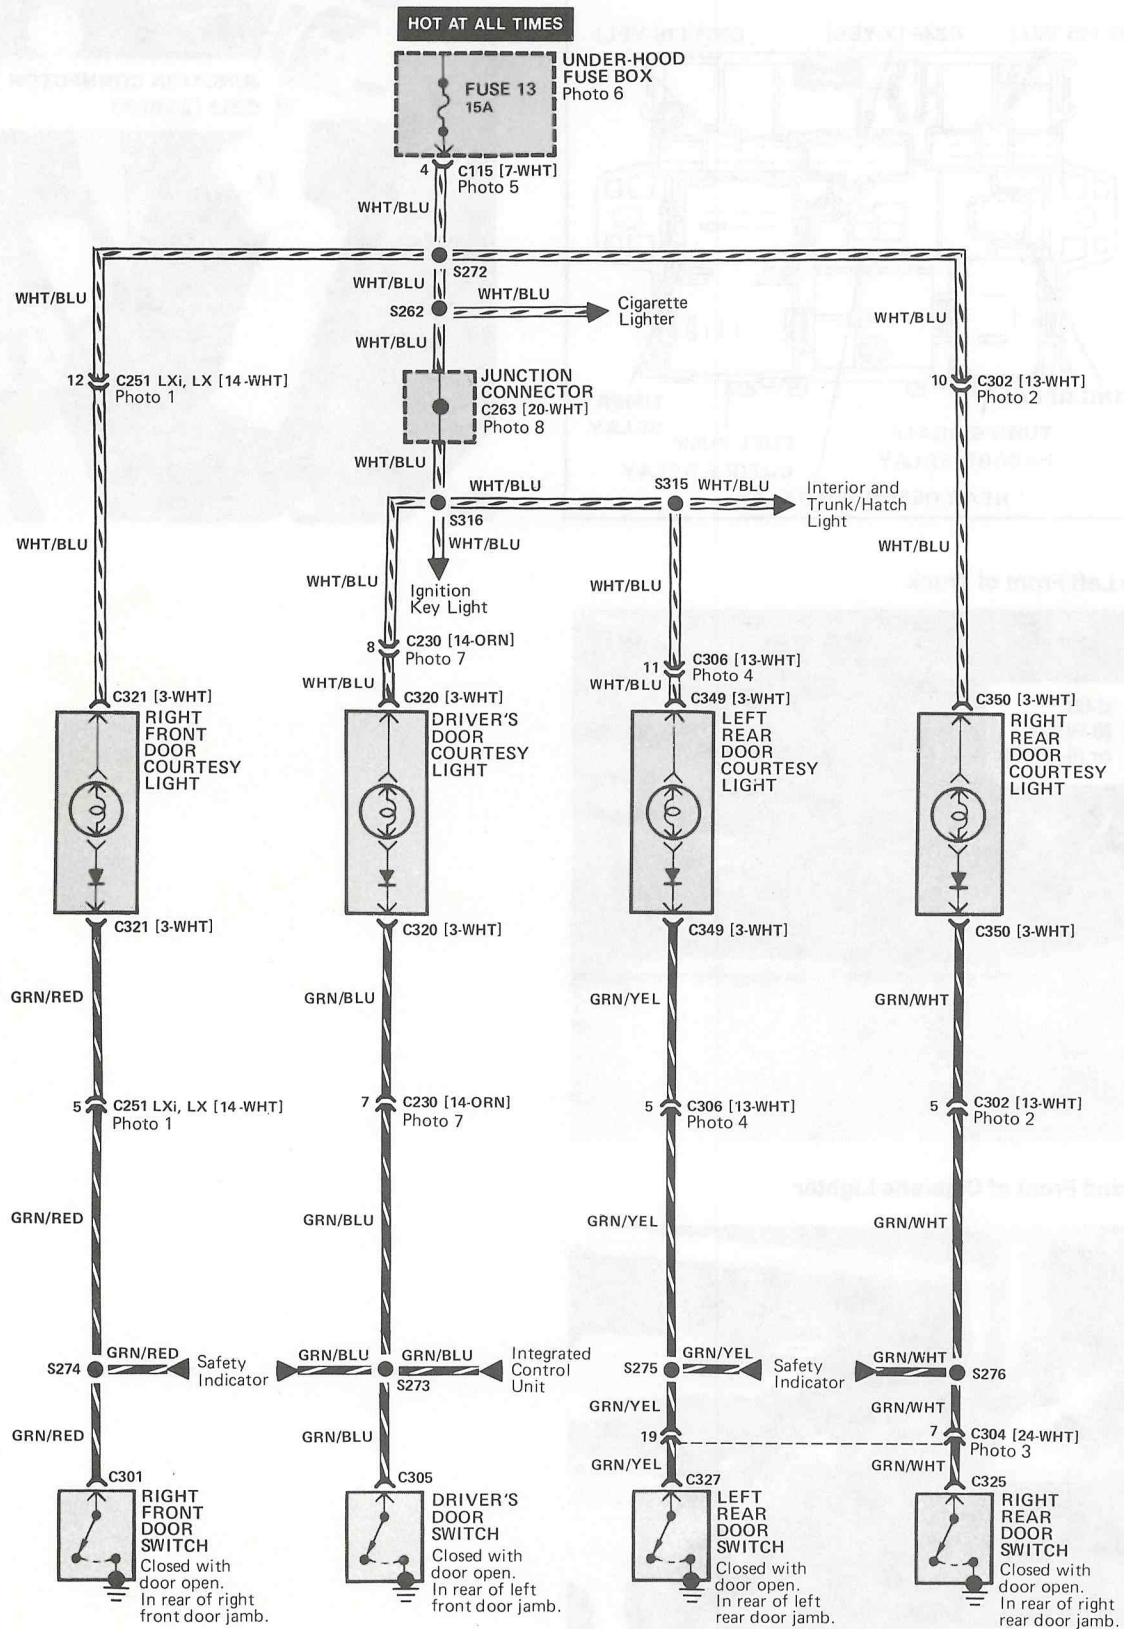 HOT AT ALL TIMES
FUSE 13
15A
UNDER-HOOD
FUSE BOX
Photo 6
4
C115 [7-WHT]
Photo 5
WHT/BLU
S272
WHT/BLU
WHT/BLU
WHT/BLU
S262
Cigarette
Lighter
WHT/BLU
WHT/BLU
12
C251 LXi, LX [14-WHT]
Photo 1
JUNCTION
CONNECTOR
C263 [20-WHT]
Photo 8
10
C302 [13-WHT]
Photo 2
WHT/BLU
WHT/BLU
S315
WHT/BLU
Interior and
Trunk/Hatch
Light
S316
WHT/BLU
WHT/BLU
WHT/BLU
WHT/BLU
WHT/BLU
Ignition
Key Light
8
C230 [14-ORN]
Photo 7
11
C306 [13-WHT]
Photo 4
WHT/BLU
WHT/BLU
C321 [3-WHT]
C320 [3-WHT]
C349 [3-WHT]
C350 [3-WHT]
RIGHT
FRONT
DOOR
COURTESY
LIGHT
DRIVER'S
DOOR
COURTESY
LIGHT
LEFT
REAR
DOOR
COURTESY
LIGHT
RIGHT
REAR
DOOR
COURTESY
LIGHT
C321 [3-WHT]
C320 [3-WHT]
C349 [3-WHT]
C350 [3-WHT]
GRN/RED
GRN/BLU
GRN/YEL
GRN/WHT
5
C251 LXi, LX [14-WHT]
Photo 1
7
C230 [14-ORN]
Photo 7
5
C306 [13-WHT]
Photo 4
5
C302 [13-WHT]
Photo 2
GRN/RED
GRN/BLU
GRN/YEL
GRN/WHT
S274
GRN/RED
Safety
Indicator
GRN/BLU
GRN/BLU
S273
Integrated
Control
Unit
S275
GRN/YEL
Safety
Indicator
GRN/WHT
S276
GRN/YEL
GRN/WHT
GRN/RED
GRN/BLU
19
7
C304 [24-WHT]
Photo 3
GRN/YEL
GRN/WHT
C301
C305
C327
C325
RIGHT
FRONT
DOOR
SWITCH
Closed with
door open.
In rear of right
front door jamb.
DRIVER'S
DOOR
SWITCH
Closed with
door open.
In rear of left
front door jamb.
LEFT
REAR
DOOR
SWITCH
Closed with
door open.
In rear of left
rear door jamb.
RIGHT
REAR
DOOR
SWITCH
Closed with
door open.
In rear of right
rear door jamb.